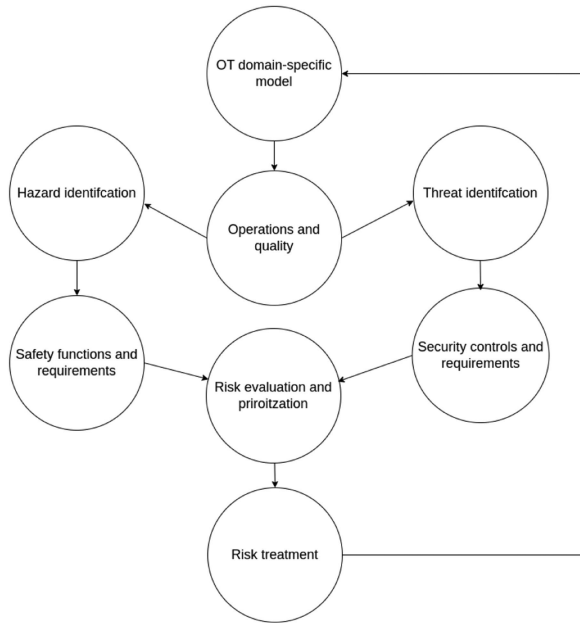 OT domain-specific
model
Hazard identifcation
Threat identifcation
Operations and
quality
Safety functions and
requirements
Security controls and
requirements
Risk evaluation and
priroitzation
Risk treatment